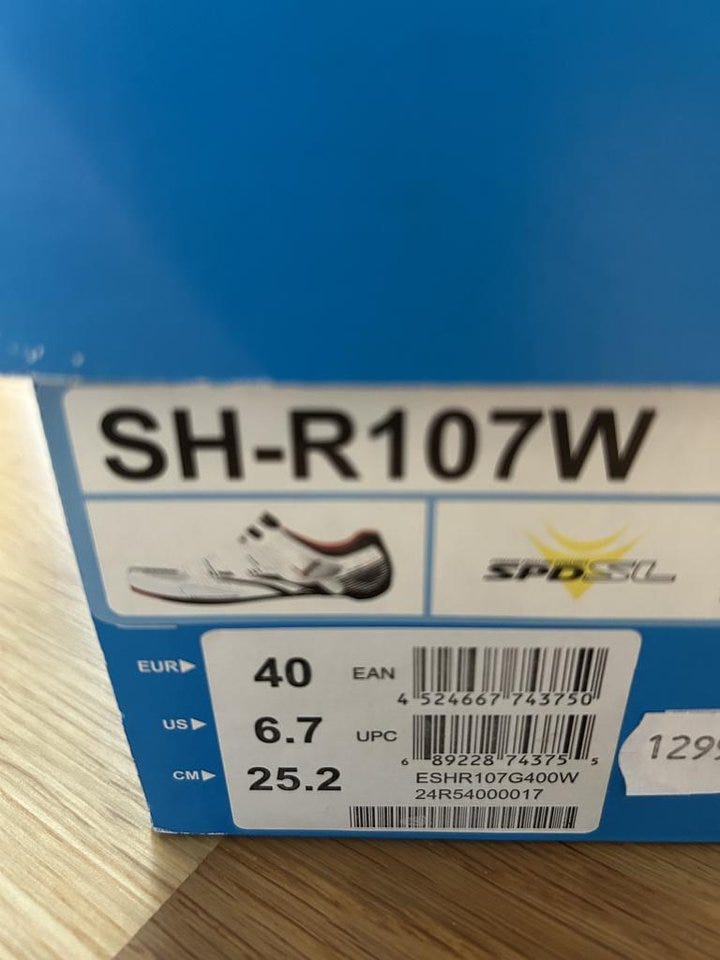 SH-R107W
SPD-SL
EUR 40
US 6.7
CM 25.2
EAN
4 524667 743750
UPC
6 89228 74375 5
ESHR107G400W
24R54000017